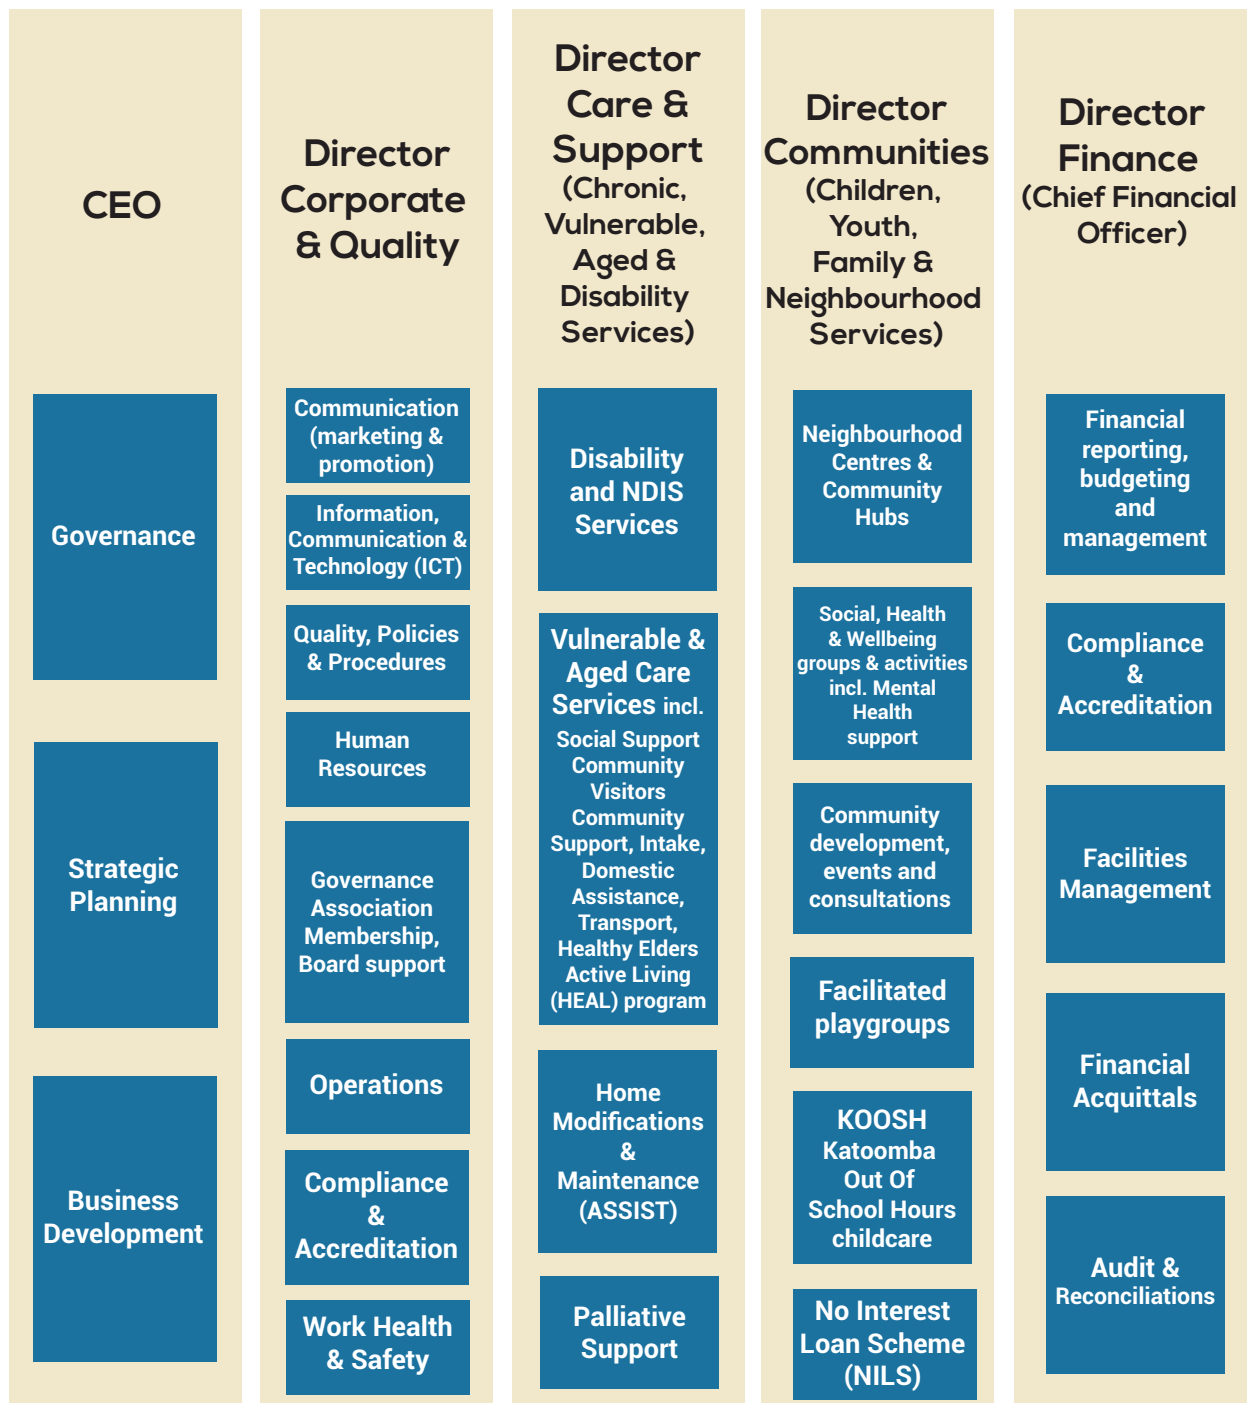 CEO
Governance
Strategic
Planning
Business
Development
Director
Corporate
& Quality
Communication
(marketing &
promotion)
Information,
Communication &
Technology (ICT)
Quality, Policies
& Procedures
Human
Resources
Governance
Association
Membership,
Board support
Operations
Compliance
&
Accreditation
Work Health
& Safety
Director
Care &
Support
(Chronic,
Vulnerable,
Aged &
Disability
Services)
Disability
and NDIS
Services
Vulnerable &
Aged Care
Services incl.
Social Support
Community
Visitors
Community
Support, Intake,
Domestic
Assistance,
Transport,
Healthy Elders
Active Living
(HEAL) program
Home
Modifications
&
Maintenance
(ASSIST)
Palliative
Support
Director
Communities
(Children,
Youth,
Family &
Neighbourhood
Services)
Neighbourhood
Centres &
Community
Hubs
Social, Health
& Wellbeing
groups & activities
incl. Mental
Health
support
Community
development,
events and
consultations
Facilitated
playgroups
KOOSH
Katoomba
Out Of
School Hours
childcare
No Interest
Loan Scheme
(NILS)
Director
Finance
(Chief Financial
Officer)
Financial
reporting,
budgeting
and
management
Compliance
&
Accreditation
Facilities
Management
Financial
Acquittals
Audit &
Reconciliations